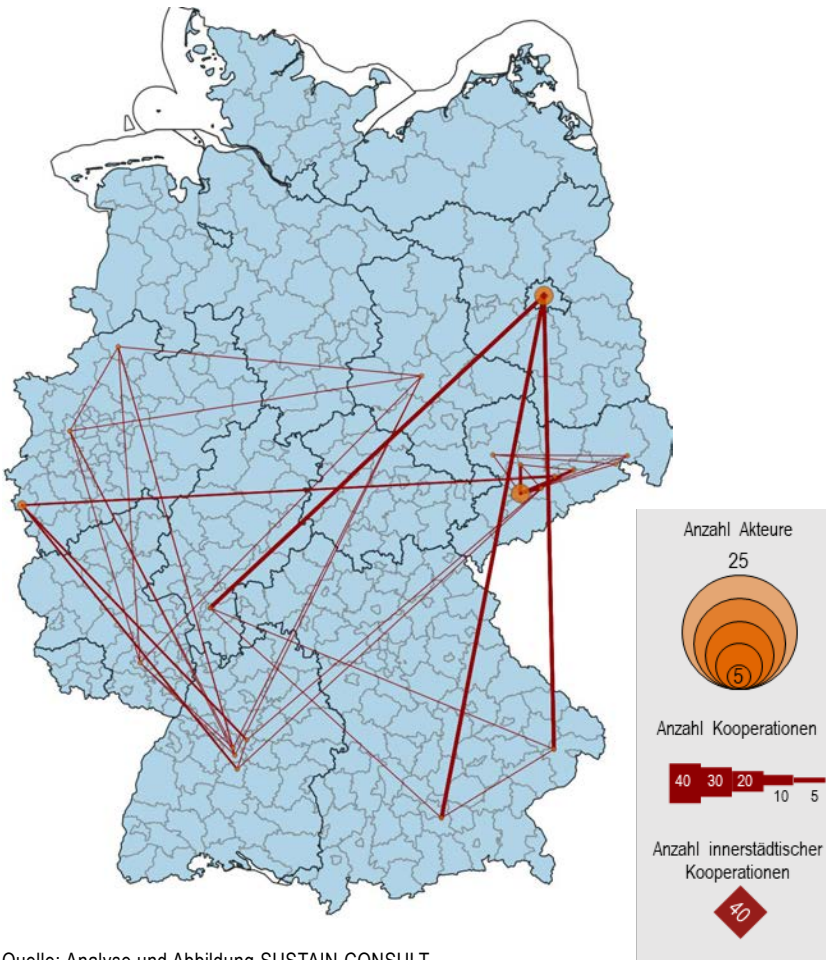 Anzahl Akteure
25
5
Anzahl Kooperationen
40 30 20
10 5
Anzahl innerstädtischer
Kooperationen
40
Quelle: Analyse und Abbildung SUSTAIN CONSULT